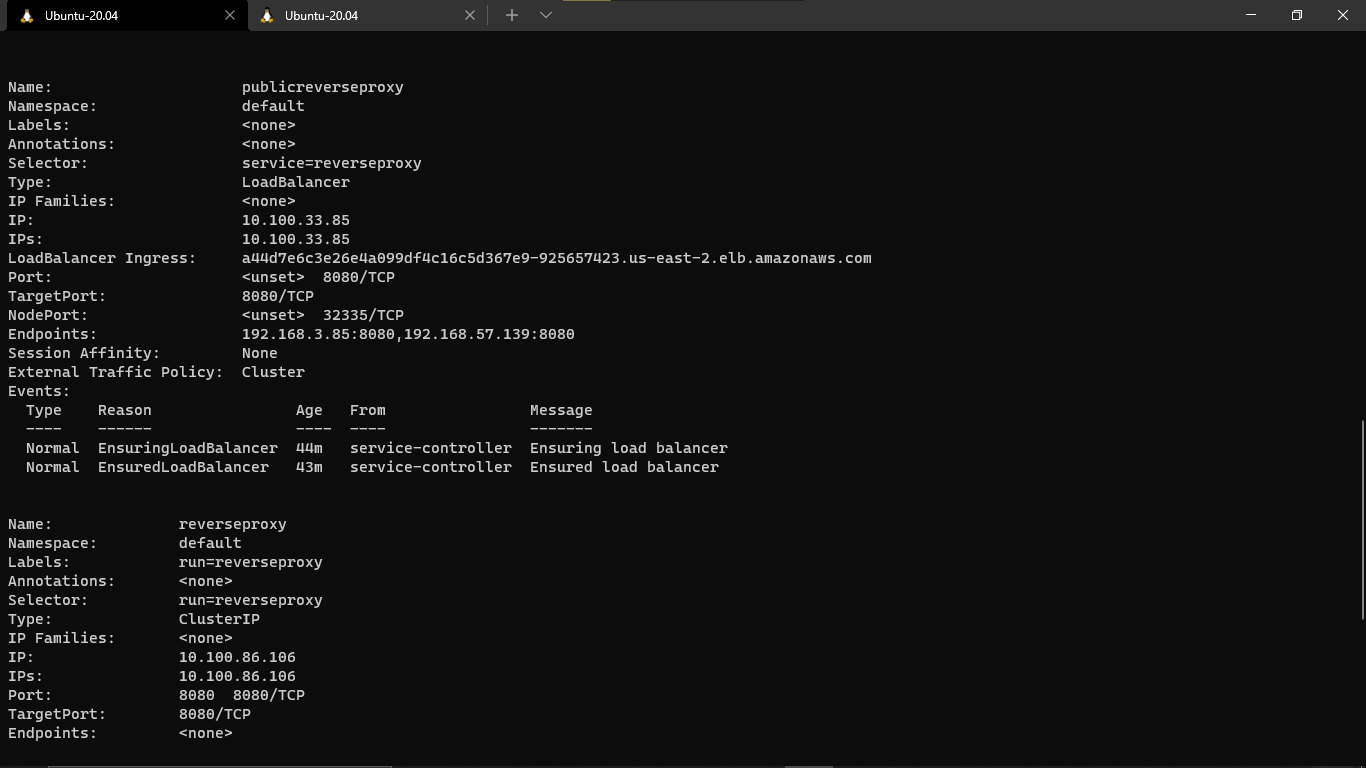 Ubuntu-20.04 Ubuntu-20.04
Name: publicreverseproxy
Namespace: default
Labels: <none>
Annotations: <none>
Selector: service=reverseproxy
Type: LoadBalancer
IP Families: <none>
IP: 10.100.33.85
IPs: 10.100.33.85
LoadBalancer Ingress: a44d7e6c3e26e4a099df4c16c5d367e9-925657423.us-east-2.elb.amazonaws.com
Port: <unset> 8080/TCP
TargetPort: 8080/TCP
NodePort: <unset> 32335/TCP
Endpoints: 192.168.3.85:8080,192.168.57.139:8080
Session Affinity: None
External Traffic Policy: Cluster
Events:
Type Reason Age From Message
---- ------ ---- ---- -------
Normal EnsuringLoadBalancer 44m service-controller Ensuring load balancer
Normal EnsuredLoadBalancer 43m service-controller Ensured load balancer
Name: reverseproxy
Namespace: default
Labels: run=reverseproxy
Annotations: <none>
Selector: run=reverseproxy
Type: ClusterIP
IP Families: <none>
IP: 10.100.86.106
IPs: 10.100.86.106
Port: 8080 8080/TCP
TargetPort: 8080/TCP
Endpoints: <none>